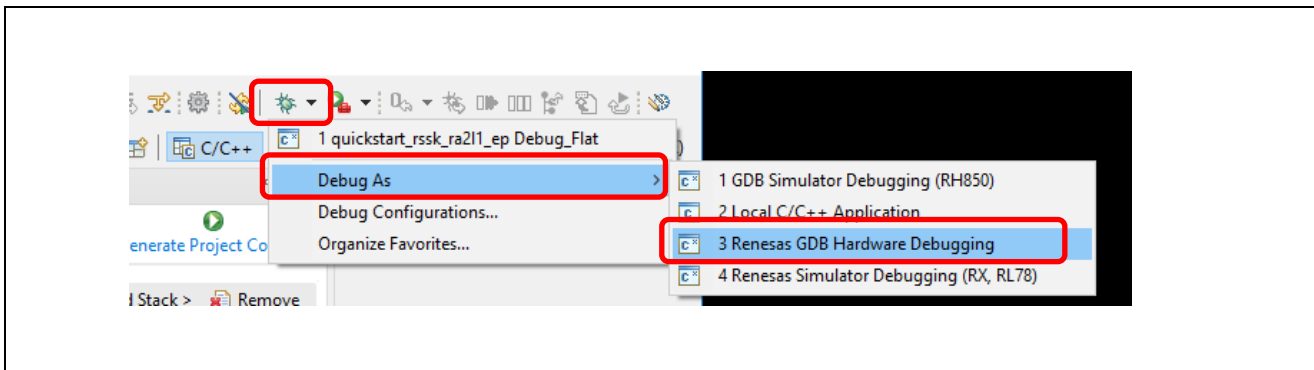 1 quickstart_rssk_ra2l1_ep Debug_Flat
C/C++
Debug As
1 GDB Simulator Debugging (RH850)
Debug Configurations...
2 Local C/C++ Application
enerate Project Co
Organize Favorites...
3 Renesas GDB Hardware Debugging
4 Renesas Simulator Debugging (RX, RL78)
d Stack >
Remove